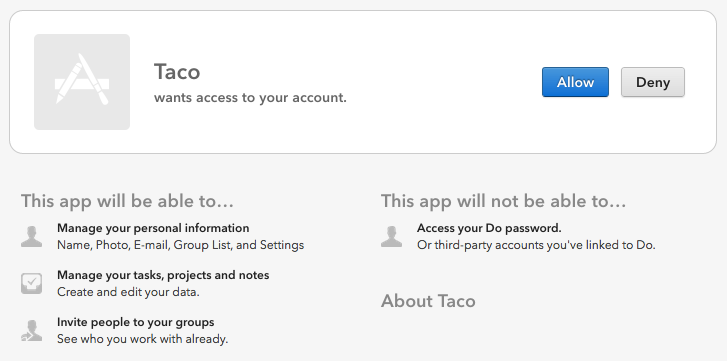 Taco
wants access to your account.
Allow
Deny
This app will be able to...
Manage your personal information
Name, Photo, E-mail, Group List, and Settings
Manage your tasks, projects and notes
Create and edit your data.
Invite people to your groups
See who you work with already.
This app will not be able to...
Access your Do password.
Or third-party accounts you've linked to Do.
About Taco